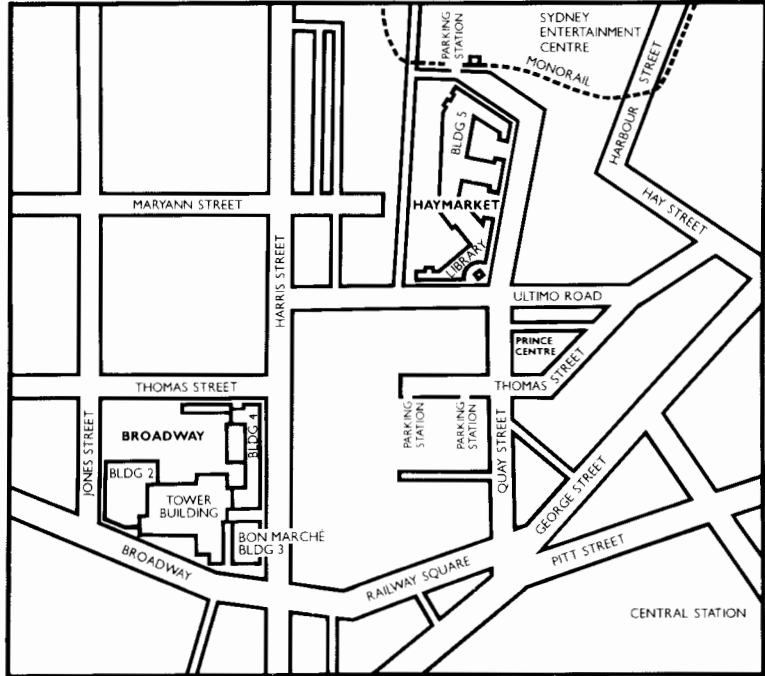 PARKING
STATION
SYDNEY
ENTERTAINMENT
CENTRE
MONORAIL
HARBOUR STREET
BLDG 5
MARYANN STREET
HAYMARKET
HAY STREET
LIBRARY
HARRIS STREET
ULTIMO ROAD
PRINCE
CENTRE
THOMAS STREET
THOMAS STREET
JONES STREET
BROADWAY
BLDG 4
PARKING
STATION
PARKING
STATION
QUAY STREET
BLDG 2
TOWER
BUILDING
GEORGE STREET
BON MARCHÉ
BLDG 3
BROADWAY
RAILWAY SQUARE
PITT STREET
CENTRAL STATION